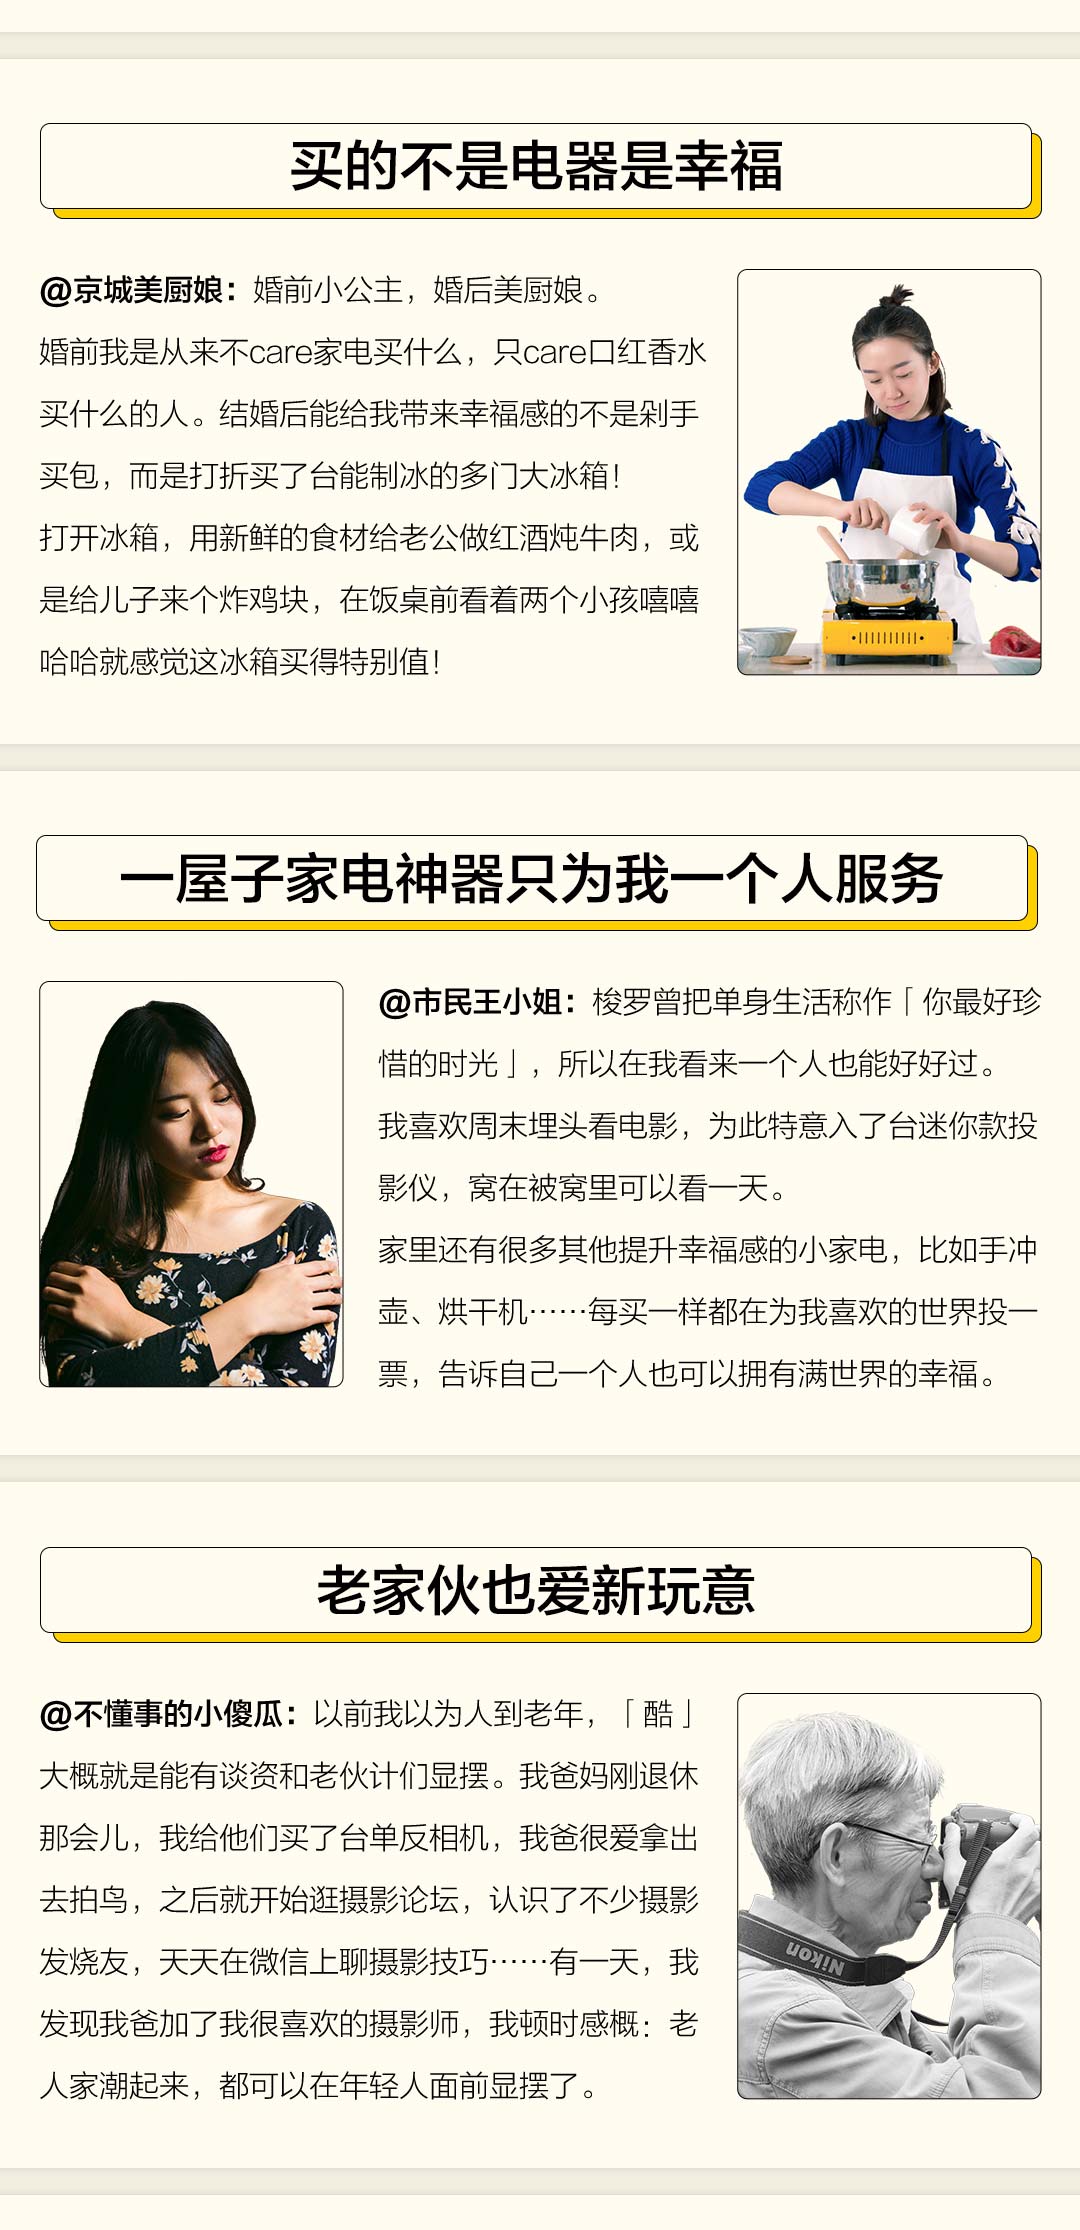 买的不是电器是幸福
@京城美厨娘：婚前小公主，婚后美厨娘。
婚前我是从来不care家电买什么，只care口红香水
买什么的人。结婚后能给我带来幸福感的不是剁手
买包，而是打折买了台能制冰的多门大冰箱！
打开冰箱，用新鲜的食材给老公做红酒炖牛肉，或
是给儿子来个炸鸡块，在饭桌前看着两个小孩嘻嘻
哈哈就感觉这冰箱买得特别值！
一屋子家电神器只为我一个人服务
@市民王小姐：梭罗曾把单身生活称作「你最好珍
惜的时光」，所以在我看来一个人也能好好过。
我喜欢周末埋头看电影，为此特意入了台迷你款投
影仪，窝在被窝里可以看一天。
家里还有很多其他提升幸福感的小家电，比如手冲
壶、烘干机……每买一样都在为我喜欢的世界投一
票，告诉自己一个人也可以拥有满世界的幸福。
老家伙也爱新玩意
@不懂事的小傻瓜：以前我以为人到老年，「酷」
大概就是能有谈资和老伙计们显摆。我爸妈刚退休
那会儿，我给他们买了台单反相机，我爸很爱拿出
去拍鸟，之后就开始逛摄影论坛，认识了不少摄影
发烧友，天天在微信上聊摄影技巧……有一天，我
发现我爸加了我很喜欢的摄影师，我顿时感概：老
人家潮起来，都可以在年轻人面前显摆了。
Nikon